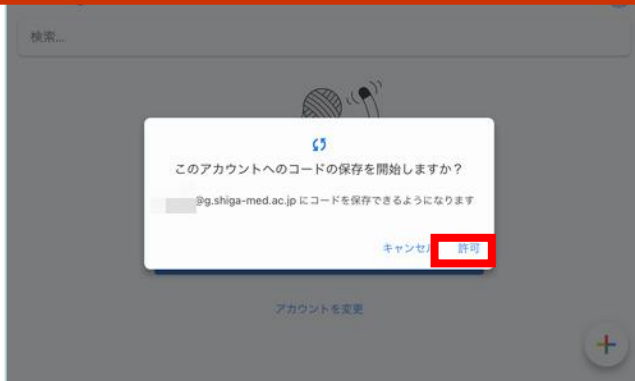 検索...
このアカウントへのコードの保存を開始しますか？
@g.shiga-med.ac.jp にコードを保存できるようになります
キャンセル 許可
アカウントを変更